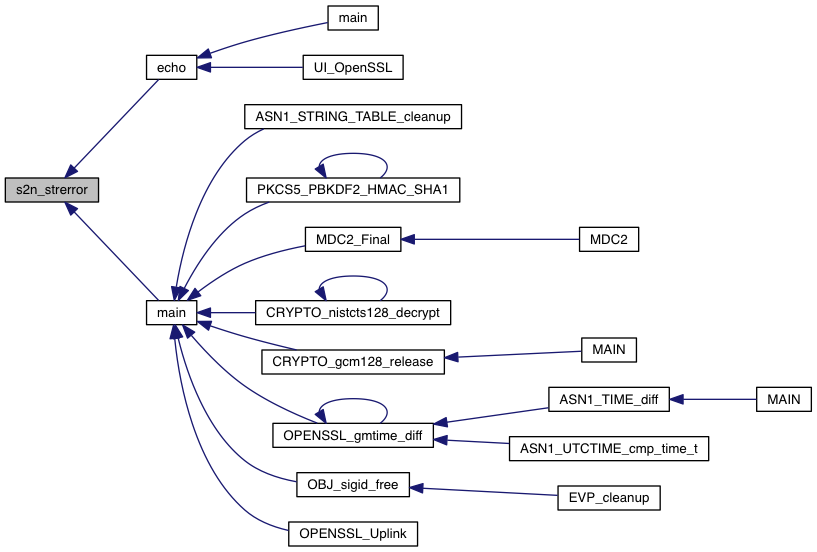 main
echo
UI_OpenSSL
ASN1_STRING_TABLE_cleanup
s2n_strerror
PKCS5_PBKDF2_HMAC_SHA1
MDC2_Final
MDC2
main
CRYPTO_nistcts128_decrypt
CRYPTO_gcm128_release
MAIN
ASN1_TIME_diff
MAIN
OPENSSL_gmtime_diff
ASN1_UTCTIME_cmp_time_t
OBJ_sigid_free
EVP_cleanup
OPENSSL_Uplink